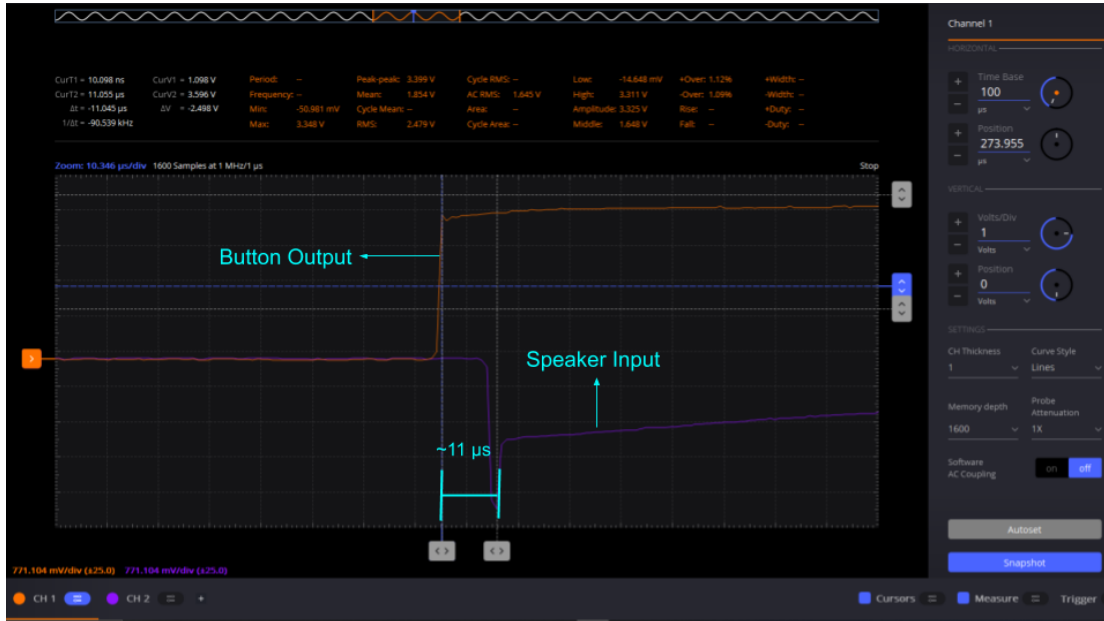 Channel 1
HORIZONTAL
Time Base
100
µs
Position
273.955
µs
CurT1 = 10.098 ns CurV1 = 1.098 V Period: -- Peak-peak: 3.399 V Cycle RMS: -- Low: -14.648 mV +Over: 1.12% +Width: --
CurT2 = 11.055 µs CurV2 = 3.596 V Frequency: -- Mean: 1.854 V AC RMS: 1.645 V High: 3.311 V -Over: 1.09% -Width: --
Δt = -11.045 µs ΔV = -2.498 V Min: -50.981 mV Cycle Mean: -- Area: -- Amplitude: 3.325 V Rise: -- +Duty: --
1/Δt = -90.539 kHz Max: 3.348 V RMS: 2.479 V Cycle Area: -- Middle: 1.648 V Fall: -- -Duty: --
Zoom: 10.346 µs/div 1600 Samples at 1 MHz/1 µs Stop
Button Output
Speaker Input
~11 µs
VERTICAL
Volts/Div
1
Volts
Position
0
Volts
SETTINGS
CH Thickness Curve Style
1 Lines
Memory depth Probe Attenuation
1600 1X
Software AC Coupling on off
Autoset
Snapshot
771.104 mV/div (±25.0) 771.104 mV/div (±25.0)
CH 1 CH 2 + Cursors Measure Trigger